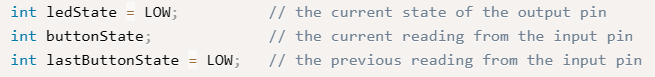 int ledState = LOW;           // the current state of the output pin
int buttonState;              // the current reading from the input pin
int lastButtonState = LOW;   // the previous reading from the input pin